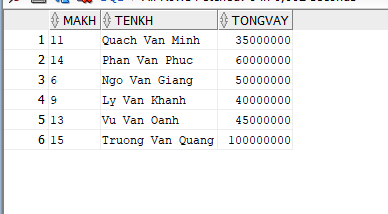 MAKH TENKH TONGVAY
1 11 Quach Van Minh 35000000
2 14 Phan Van Phuc 60000000
3 6 Ngo Van Giang 50000000
4 9 Ly Van Khanh 40000000
5 13 Vu Van Oanh 45000000
6 15 Truong Van Quang 100000000